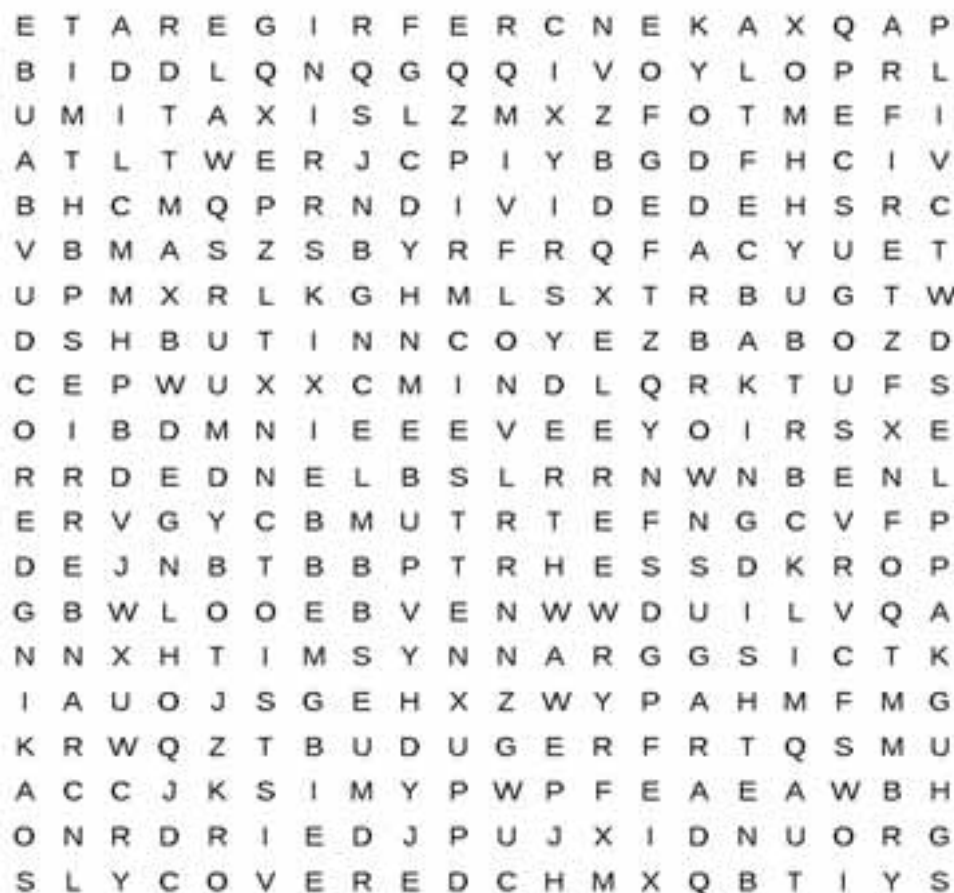 E T A R E G I R F E R C N E K A X Q A P
B I D D L Q N Q G Q Q I V O Y L O P R L
U M I T A X I S L Z M X Z F O T M E F I
A T L T W E R J C P I Y B G D F H C I V
B H C M Q P R N D I V I D E D E H S R C
V B M A S Z S B Y R F R Q F A C Y U E T
U P M X R L K G H M L S X T R B U G T W
D S H B U T I N N C O Y E Z B A B O Z D
C E P W U X X C M I N D L Q R K T U F S
O I B D M N I E E E V E E Y O I R S X E
R R D E D N E L B S L R R N W N B E N L
E R V G Y C B M U T R T E F N G C V F P
D E J N B T B B P T R H E S S D K R O P
G B W L O O E B V E N W W D U I L V Q A
N N X H T I M S Y N N A R G G S I C T K
I A U O J S G E H X Z W Y P A H M F M G
K R W Q Z T B U D U G E R F R T Q S M U
A C C J K S I M Y P W P F E A E A W B H
O N R D R I E D J P U J X I D N U O R G
S L Y C O V E R E D C H M X Q B T I Y S